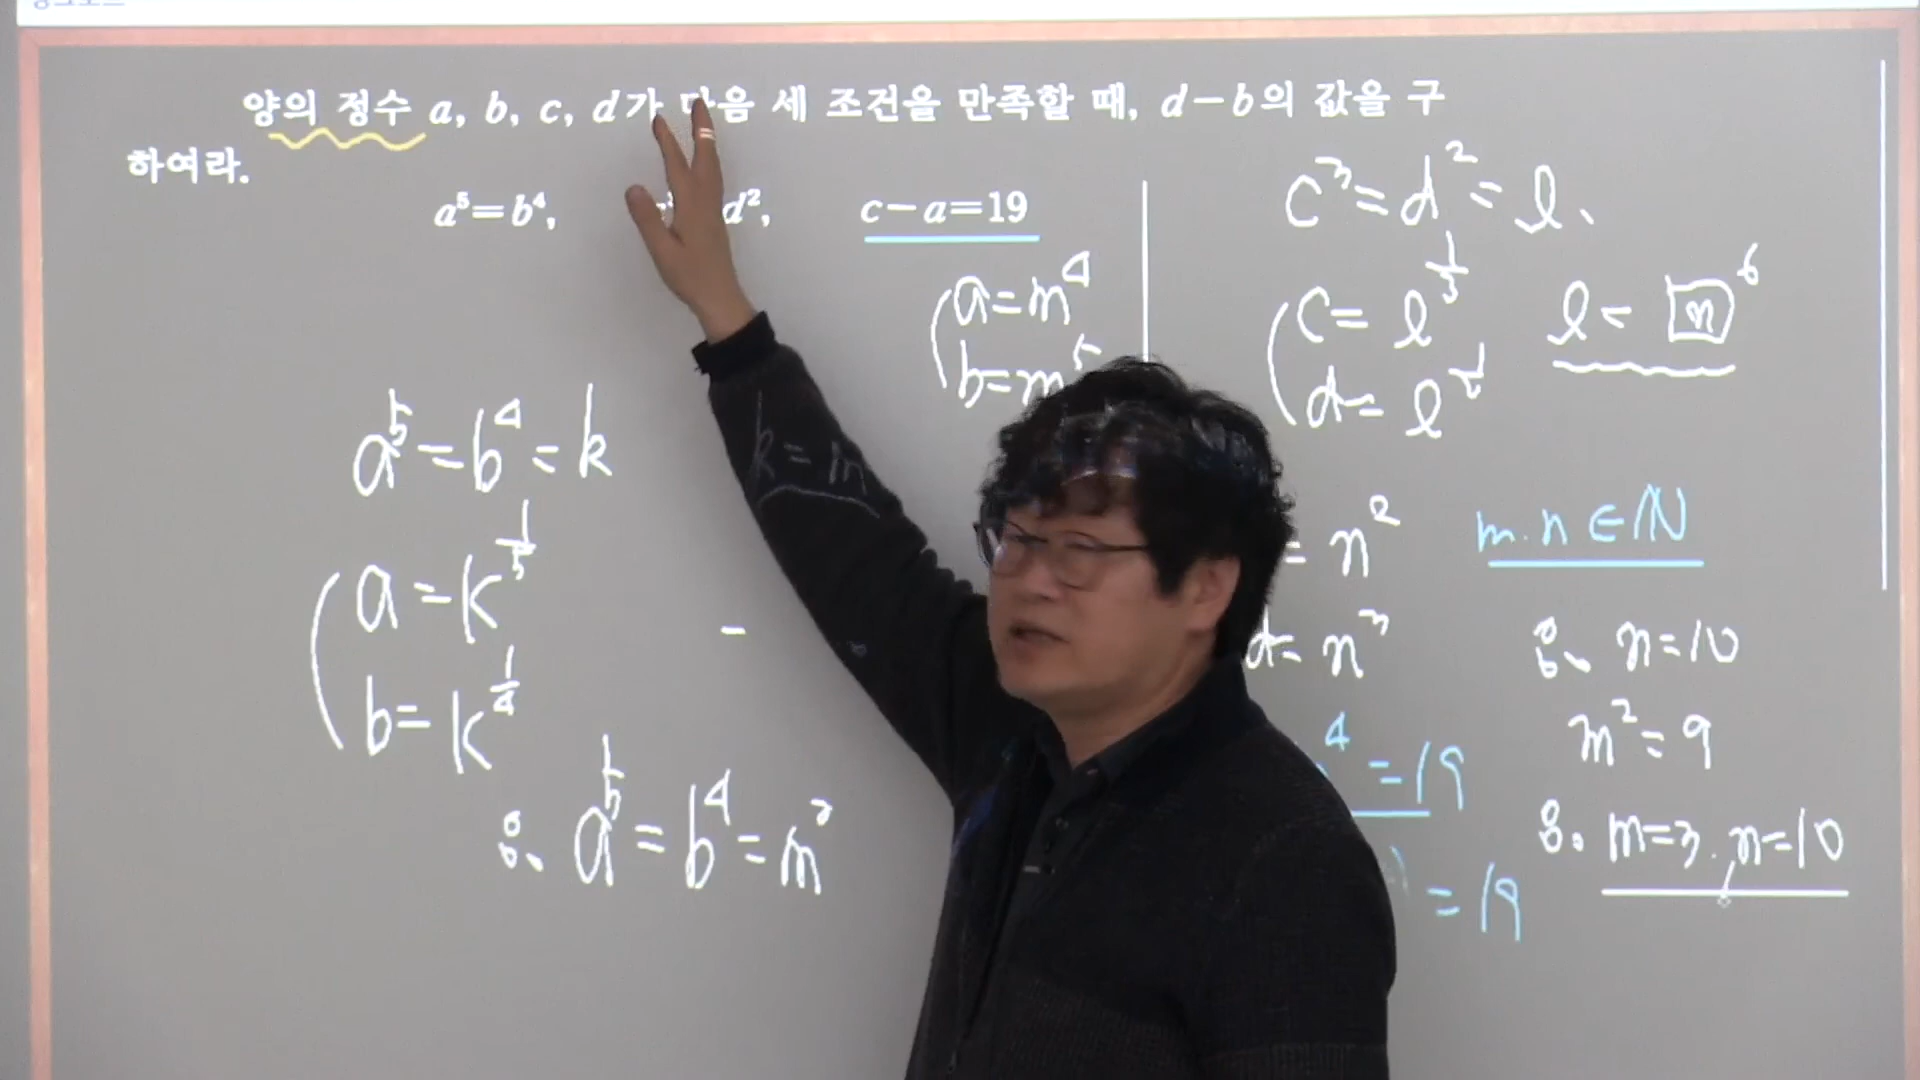 양의 정수 a, b, c, d가 다음 세 조건을 만족할 때, d-b의 값을 구
하여라.
a⁵=b⁴, d², c-a=19
a⁵=b⁴=k
a=k^(1/5)
b=k^(1/4)
∴ a⁵=b⁴=m
a=m⁴
b=m⁵
k=m
c³=d²=l
c=l^(1/3)
d=l^(1/2)
l=n⁶
=n²
d=n³
m.n∈N
⁴=19
=19
∴ n=10
m²=9
∴ m=3. n=10